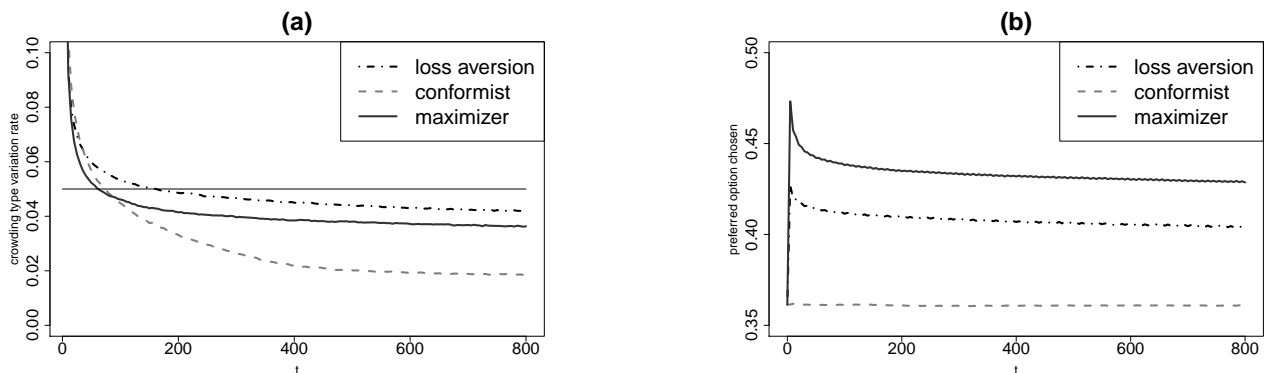 (a)
crowding type variation rate
0.10
0.08
0.06
0.04
0.02
0.00
loss aversion
conformist
maximizer
0 200 400 600 800
t
(b)
preferred option chosen
0.50
0.45
0.40
0.35
loss aversion
conformist
maximizer
0 200 400 600 800
t